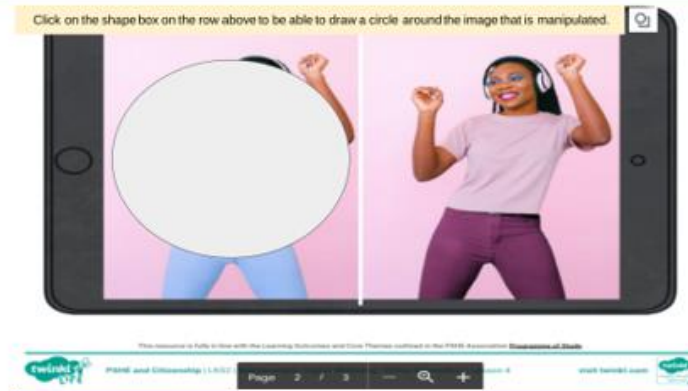 Click on the shape box on the row above to be able to draw a circle around the image that is manipulated.
This resource is fully in line with the Learning Outcomes and Core Themes outlined in the PSHE Association Programme of Study.
twinkl
PSHE and Citizenship | LKS2 |
Page 2 / 3
visit twinkl.com
twinkl